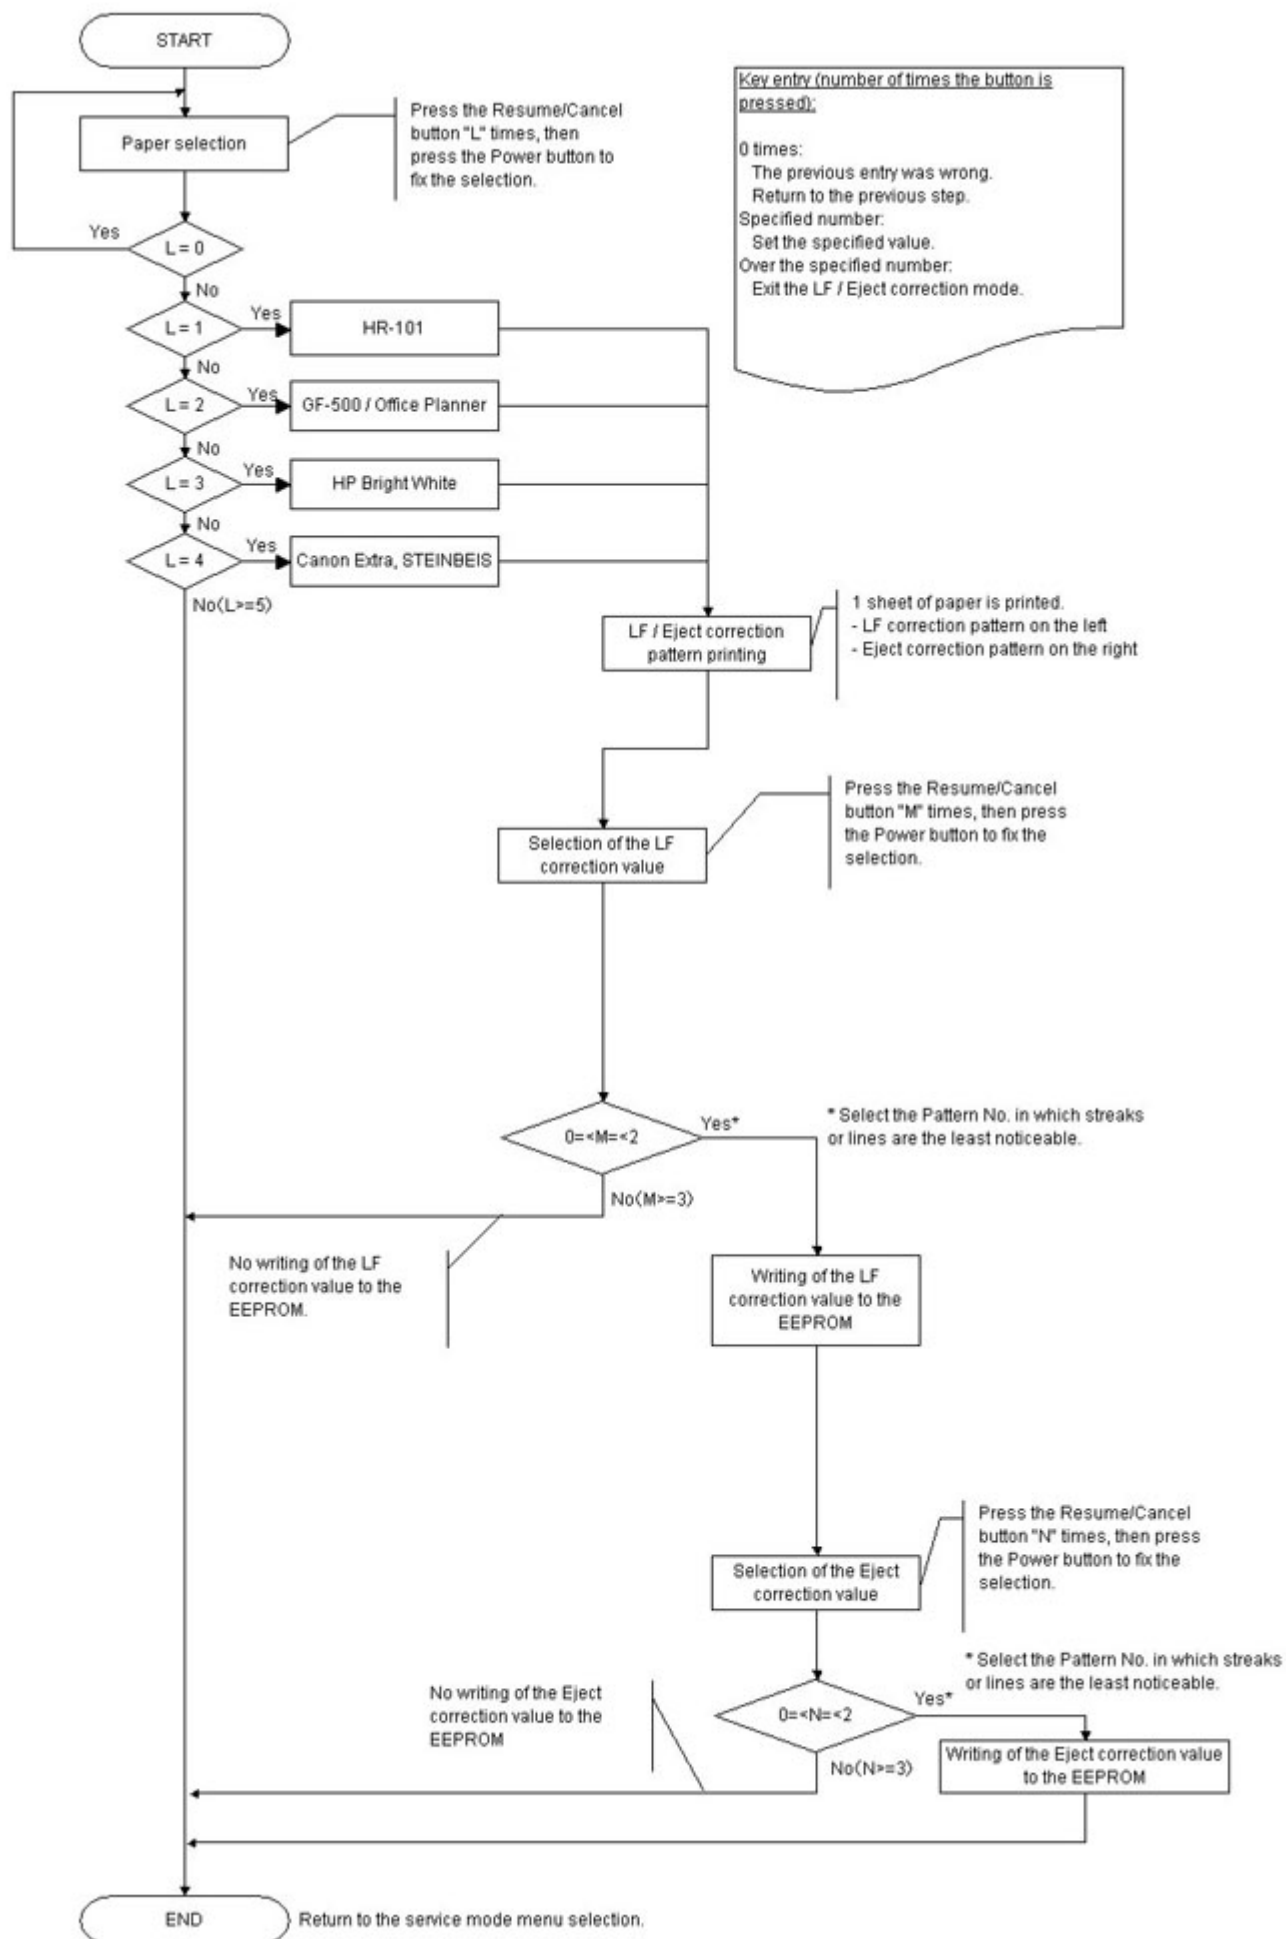 START
Key entry (number of times the button is
pressed):
0 times:
The previous entry was wrong.
Return to the previous step.
Specified number:
Set the specified value.
Over the specified number:
Exit the LF / Eject correction mode.
Paper selection
Press the Resume/Cancel
button "L" times, then
press the Power button to
fix the selection.
Yes
L = 0
No
L = 1
Yes
HR-101
No
L = 2
Yes
GF-500 / Office Planner
No
L = 3
Yes
HP Bright White
No
L = 4
Yes
Canon Extra, STEINBEIS
No(L>=5)
LF / Eject correction
pattern printing
1 sheet of paper is printed.
- LF correction pattern on the left
- Eject correction pattern on the right
Selection of the LF
correction value
Press the Resume/Cancel
button "M" times, then press
the Power button to fix the
selection.
0=<M=<2
Yes*
* Select the Pattern No. in which streaks
or lines are the least noticeable.
No(M>=3)
No writing of the LF
correction value to the
EEPROM.
Writing of the LF
correction value to the
EEPROM
Selection of the Eject
correction value
Press the Resume/Cancel
button "N" times, then press
the Power button to fix the
selection.
* Select the Pattern No. in which streaks
or lines are the least noticeable.
No writing of the Eject
correction value to the
EEPROM
0=<N=<2
Yes*
No(N>=3)
Writing of the Eject correction value
to the EEPROM
END
Return to the service mode menu selection.